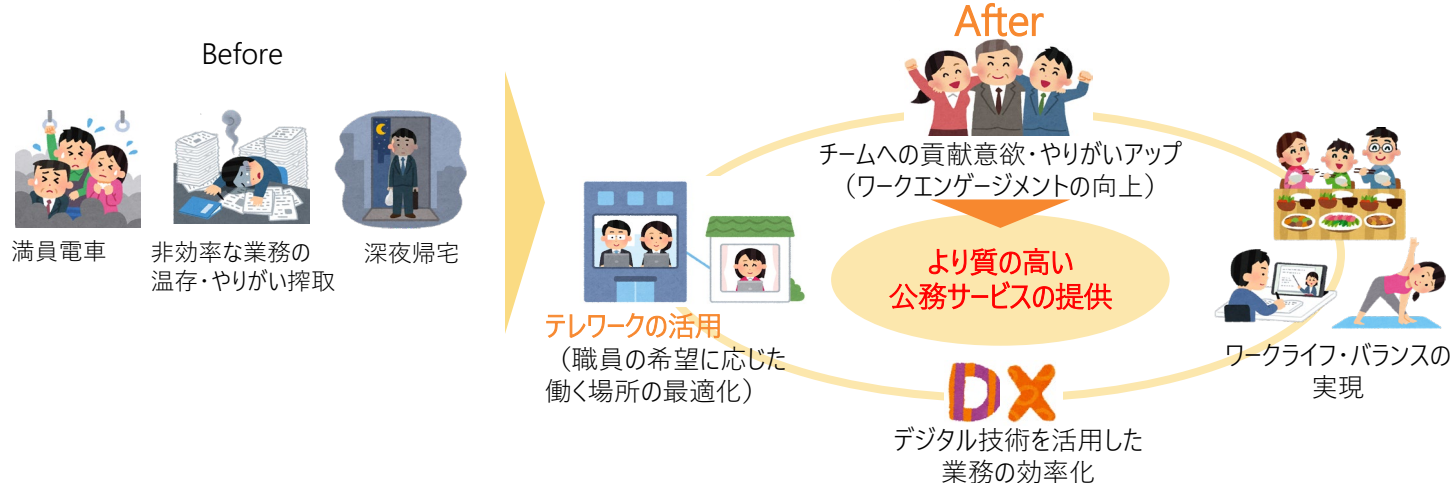 Before
満員電車
非効率な業務の
温存・やりがい搾取
深夜帰宅
After
チームへの貢献意欲・やりがいアップ
（ワークエンゲージメントの向上）
より質の高い
公務サービスの提供
テレワークの活用
（職員の希望に応じた
働く場所の最適化）
DX
デジタル技術を活用した
業務の効率化
ワークライフ・バランスの
実現